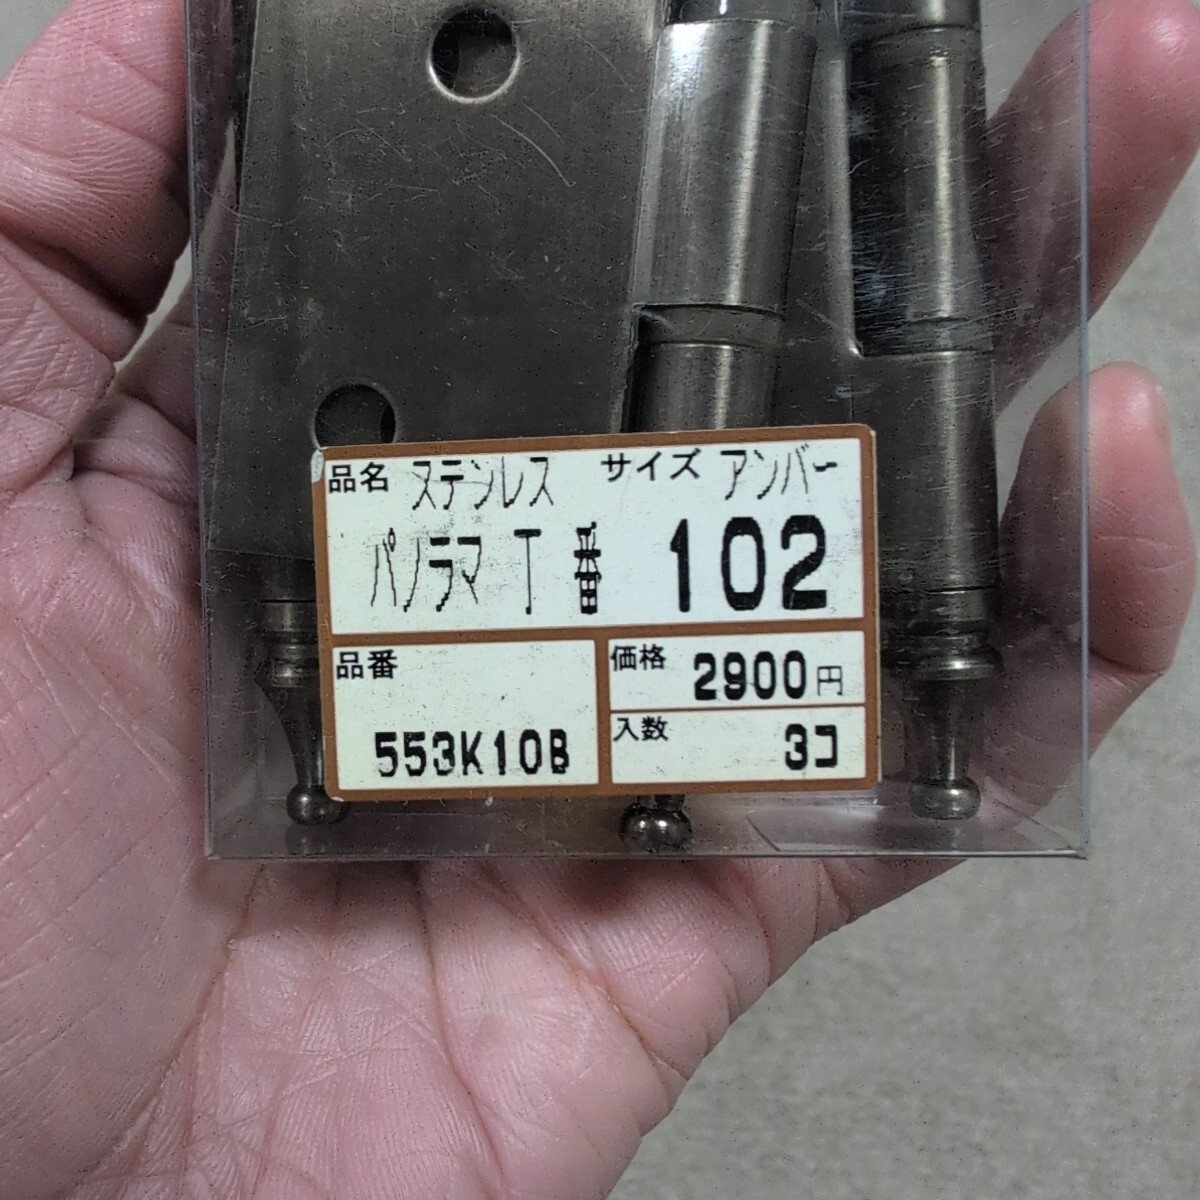 品名 ステンレス サイズ アンバー
パノラマ丁番 102
品番
553K10B
価格 2900円
入数 3コ